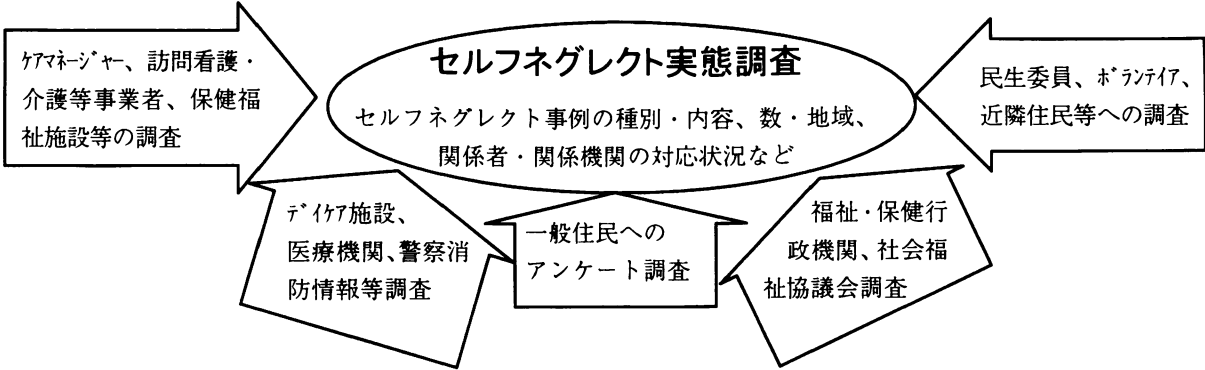 セルフネグレクト実態調査
セルフネグレクト事例の種別・内容、数・地域、
関係者・関係機関の対応状況など
ｹｱﾏﾈｰｼﾞｬｰ、訪問看護・
介護等事業者、保健福
祉施設等の調査
民生委員、ﾎﾞﾗﾝﾃｲｱ、
近隣住民等への調査
ﾃﾞｲｹｱ施設、
医療機関、警察消
防情報等調査
一般住民への
アンケート調査
福祉・保健行
政機関、社会福
祉協議会調査